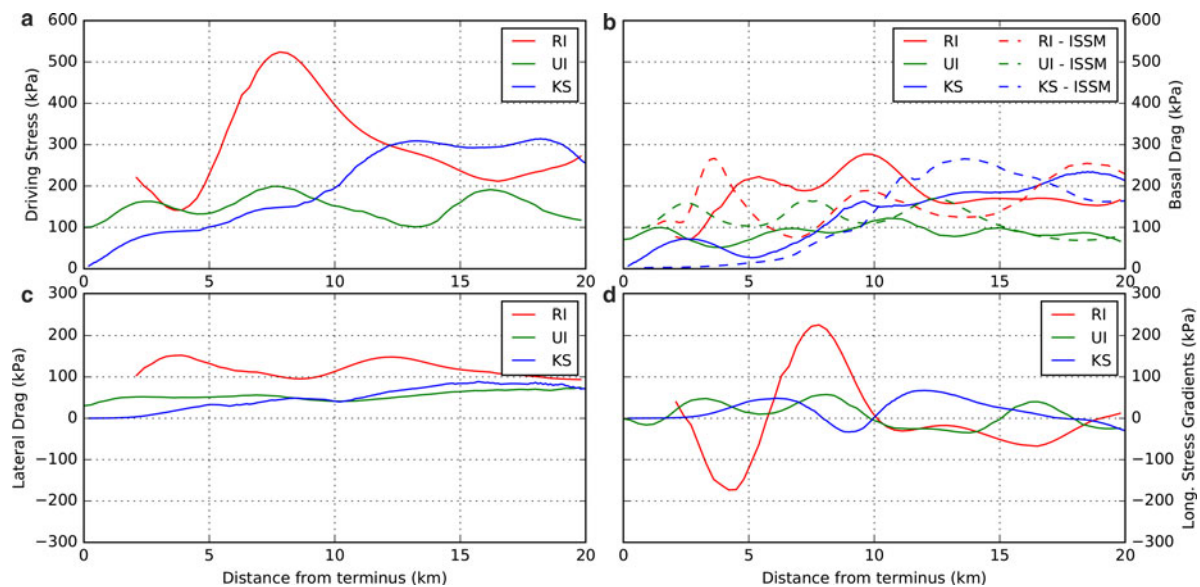 a
Driving Stress (kPa)
600
500
400
300
200
100
0
0
5
10
15
20
RI
UI
KS
b
Basal Drag (kPa)
600
500
400
300
200
100
0
0
5
10
15
20
RI
UI
KS
RI - ISSM
UI - ISSM
KS - ISSM
c
Lateral Drag (kPa)
300
200
100
0
−100
−200
−300
0
5
10
15
20
Distance from terminus (km)
RI
UI
KS
d
Long. Stress Gradients (kPa)
300
200
100
0
−100
−200
−300
0
5
10
15
20
Distance from terminus (km)
RI
UI
KS